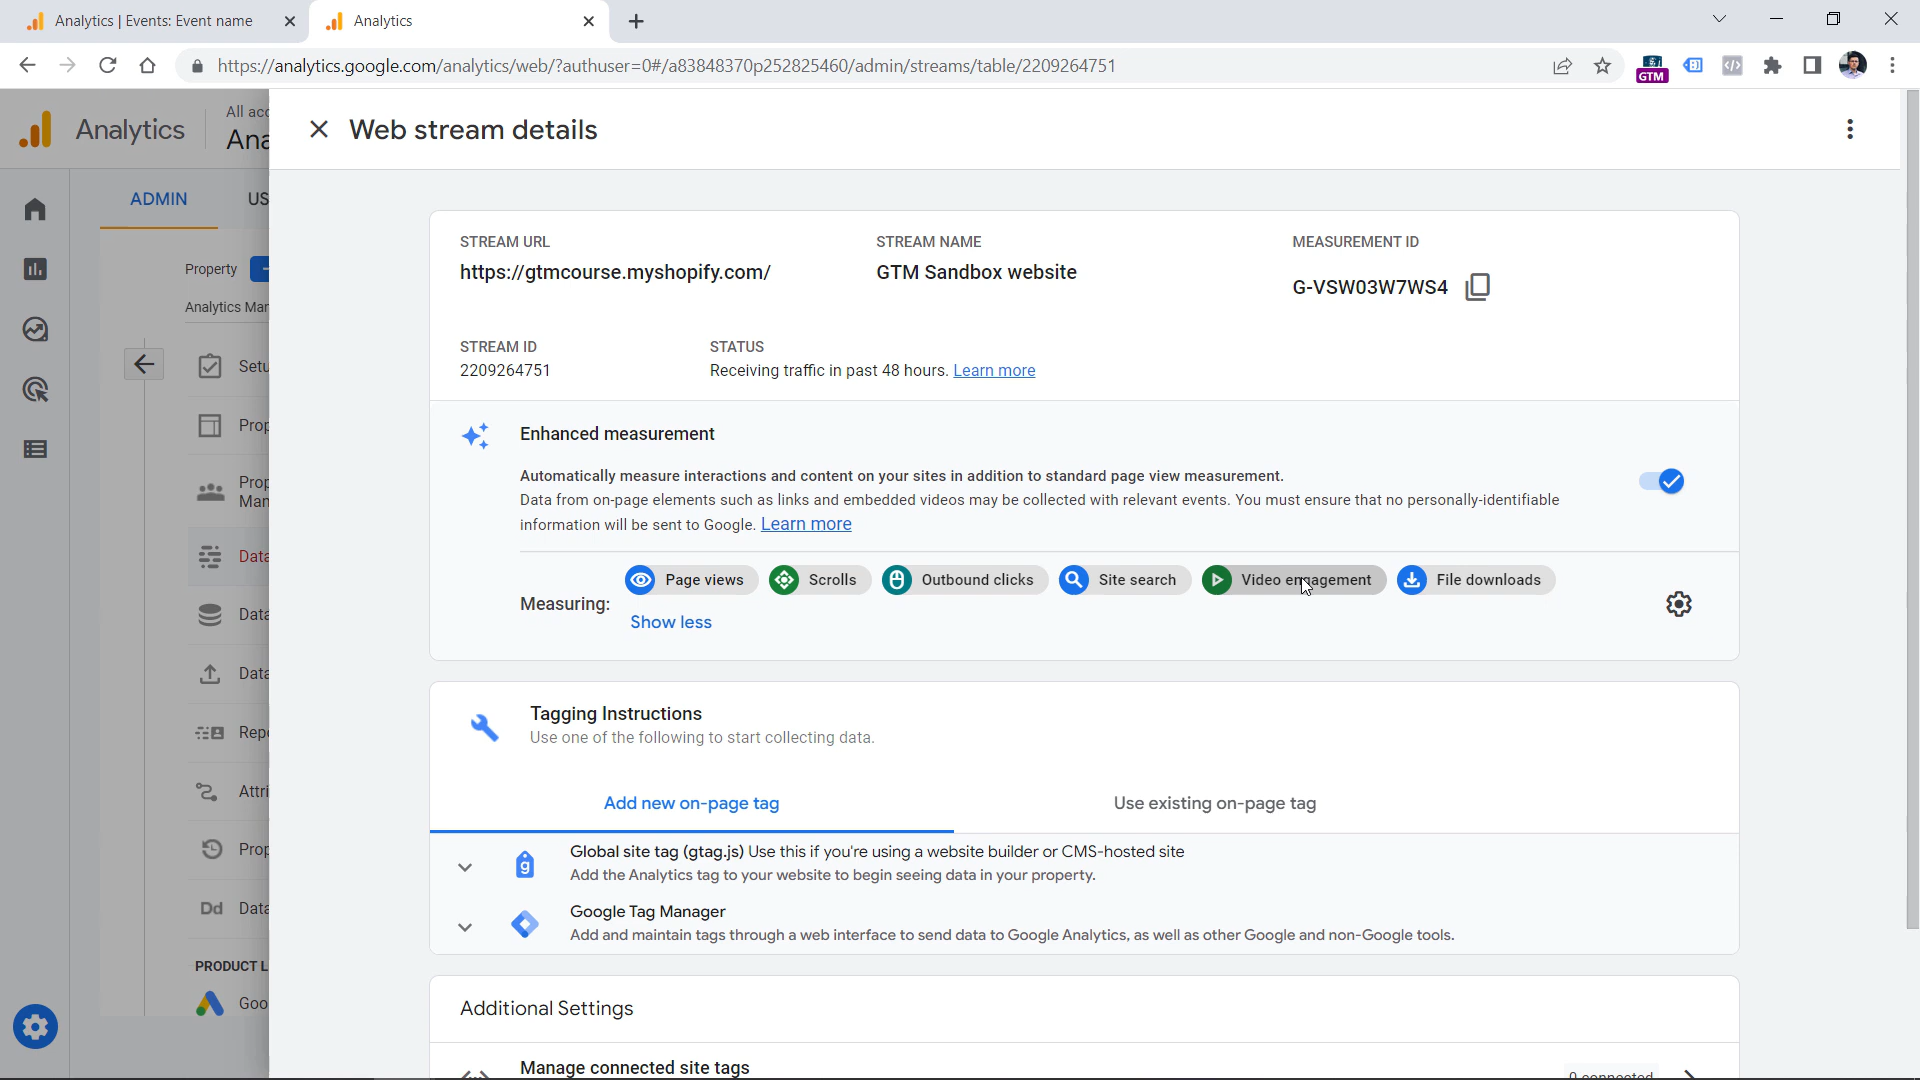 Analytics | Events: Event name
Analytics
https://analytics.google.com/analytics/web/?authuser=0#/a83848370p252825460/admin/streams/table/2209264751
GTM
Analytics
All acc
Ana
Web stream details
ADMIN
US
Property
Analytics Man
Setu
Prop
Prop
Man
Data
Data
Data
Repo
Attri
Prop
Dd Data
PRODUCT L
Goo
STREAM URL
https://gtmcourse.myshopify.com/
STREAM NAME
GTM Sandbox website
MEASUREMENT ID
G-VSW03W7WS4
STREAM ID
2209264751
STATUS
Receiving traffic in past 48 hours. Learn more
Enhanced measurement
Automatically measure interactions and content on your sites in addition to standard page view measurement.
Data from on-page elements such as links and embedded videos may be collected with relevant events. You must ensure that no personally-identifiable
information will be sent to Google. Learn more
Measuring:
Page views
Scrolls
Outbound clicks
Site search
Video engagement
File downloads
Show less
Tagging Instructions
Use one of the following to start collecting data.
Add new on-page tag
Use existing on-page tag
Global site tag (gtag.js) Use this if you're using a website builder or CMS-hosted site
Add the Analytics tag to your website to begin seeing data in your property.
Google Tag Manager
Add and maintain tags through a web interface to send data to Google Analytics, as well as other Google and non-Google tools.
Additional Settings
Manage connected site tags
0 connected